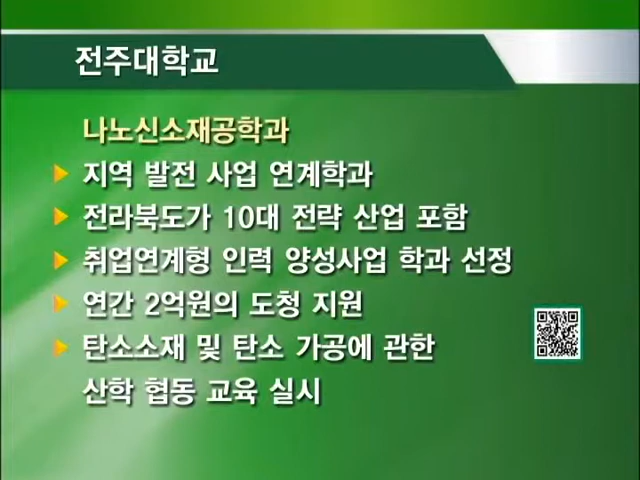 전주대학교
나노신소재공학과
지역 발전 사업 연계학과
전라북도가 10대 전략 산업 포함
취업연계형 인력 양성사업 학과 선정
연간 2억원의 도청 지원
탄소소재 및 탄소 가공에 관한
산학 협동 교육 실시